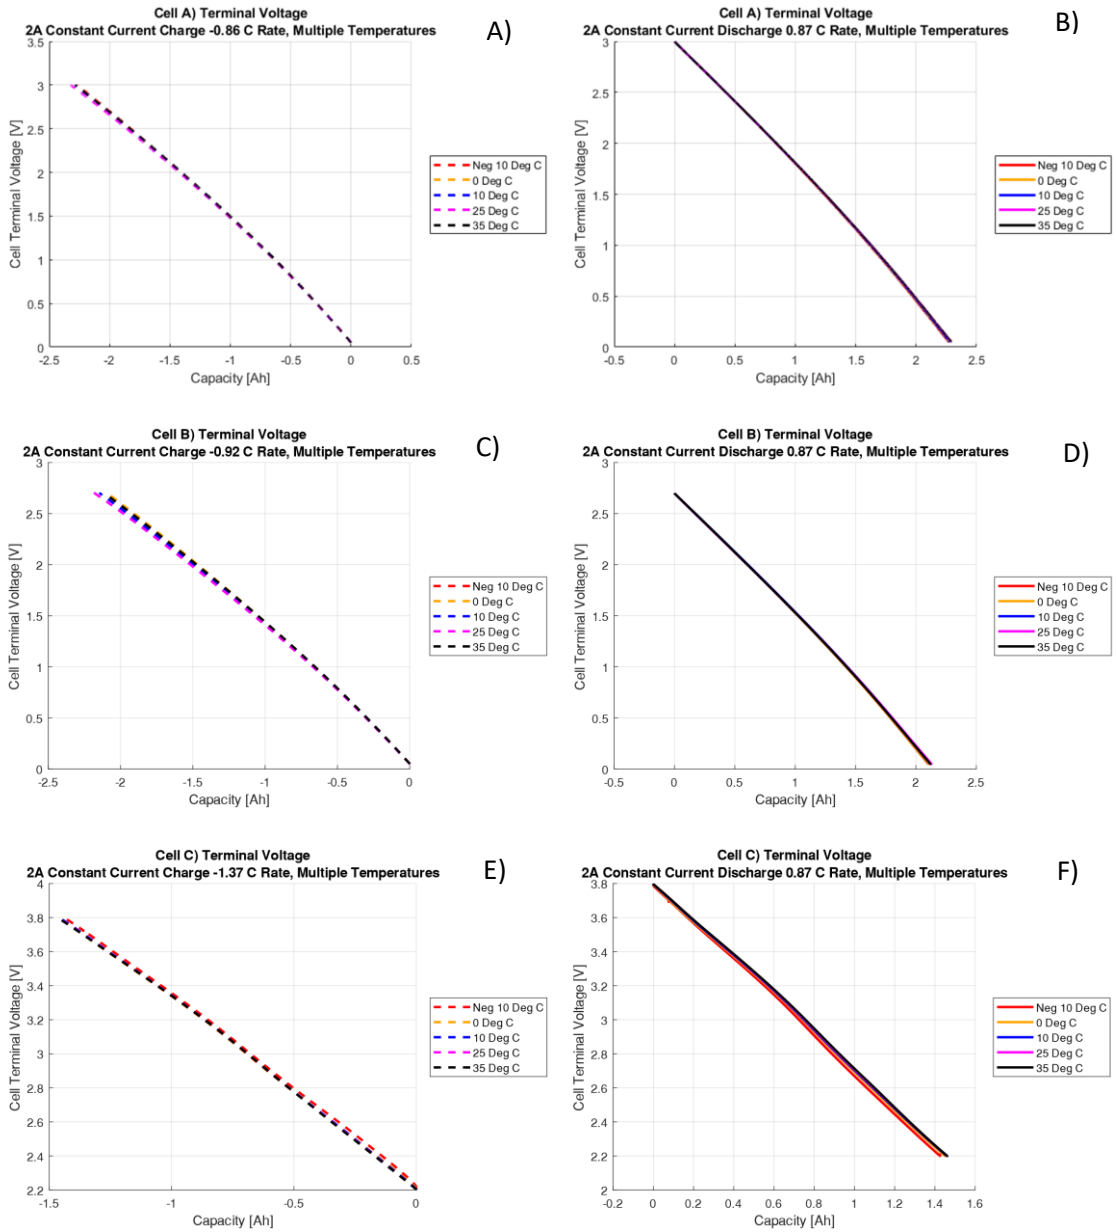 Cell A) Terminal Voltage
2A Constant Current Charge -0.86 C Rate, Multiple Temperatures
A)
3.5
3
2.5
2
1.5
1
0.5
0
Cell Terminal Voltage [V]
-2.5 -2 -1.5 -1 -0.5 0 0.5
Capacity [Ah]
Neg 10 Deg C
0 Deg C
10 Deg C
25 Deg C
35 Deg C
Cell A) Terminal Voltage
2A Constant Current Discharge 0.87 C Rate, Multiple Temperatures
B)
3
2.5
2
1.5
1
0.5
0
Cell Terminal Voltage [V]
-0.5 0 0.5 1 1.5 2 2.5
Capacity [Ah]
Neg 10 Deg C
0 Deg C
10 Deg C
25 Deg C
35 Deg C
Cell B) Terminal Voltage
2A Constant Current Charge -0.92 C Rate, Multiple Temperatures
C)
3
2.5
2
1.5
1
0.5
0
Cell Terminal Voltage [V]
-2.5 -2 -1.5 -1 -0.5 0
Capacity [Ah]
Neg 10 Deg C
0 Deg C
10 Deg C
25 Deg C
35 Deg C
Cell B) Terminal Voltage
2A Constant Current Discharge 0.87 C Rate, Multiple Temperatures
D)
3
2.5
2
1.5
1
0.5
0
Cell Terminal Voltage [V]
-0.5 0 0.5 1 1.5 2 2.5
Capacity [Ah]
Neg 10 Deg C
0 Deg C
10 Deg C
25 Deg C
35 Deg C
Cell C) Terminal Voltage
2A Constant Current Charge -1.37 C Rate, Multiple Temperatures
E)
4
3.8
3.6
3.4
3.2
3
2.8
2.6
2.4
2.2
Cell Terminal Voltage [V]
-1.5 -1 -0.5 0
Capacity [Ah]
Neg 10 Deg C
0 Deg C
10 Deg C
25 Deg C
35 Deg C
Cell C) Terminal Voltage
2A Constant Current Discharge 0.87 C Rate, Multiple Temperatures
F)
3.8
3.6
3.4
3.2
3
2.8
2.6
2.4
2.2
2
Cell Terminal Voltage [V]
-0.2 0 0.2 0.4 0.6 0.8 1 1.2 1.4 1.6
Capacity [Ah]
Neg 10 Deg C
0 Deg C
10 Deg C
25 Deg C
35 Deg C